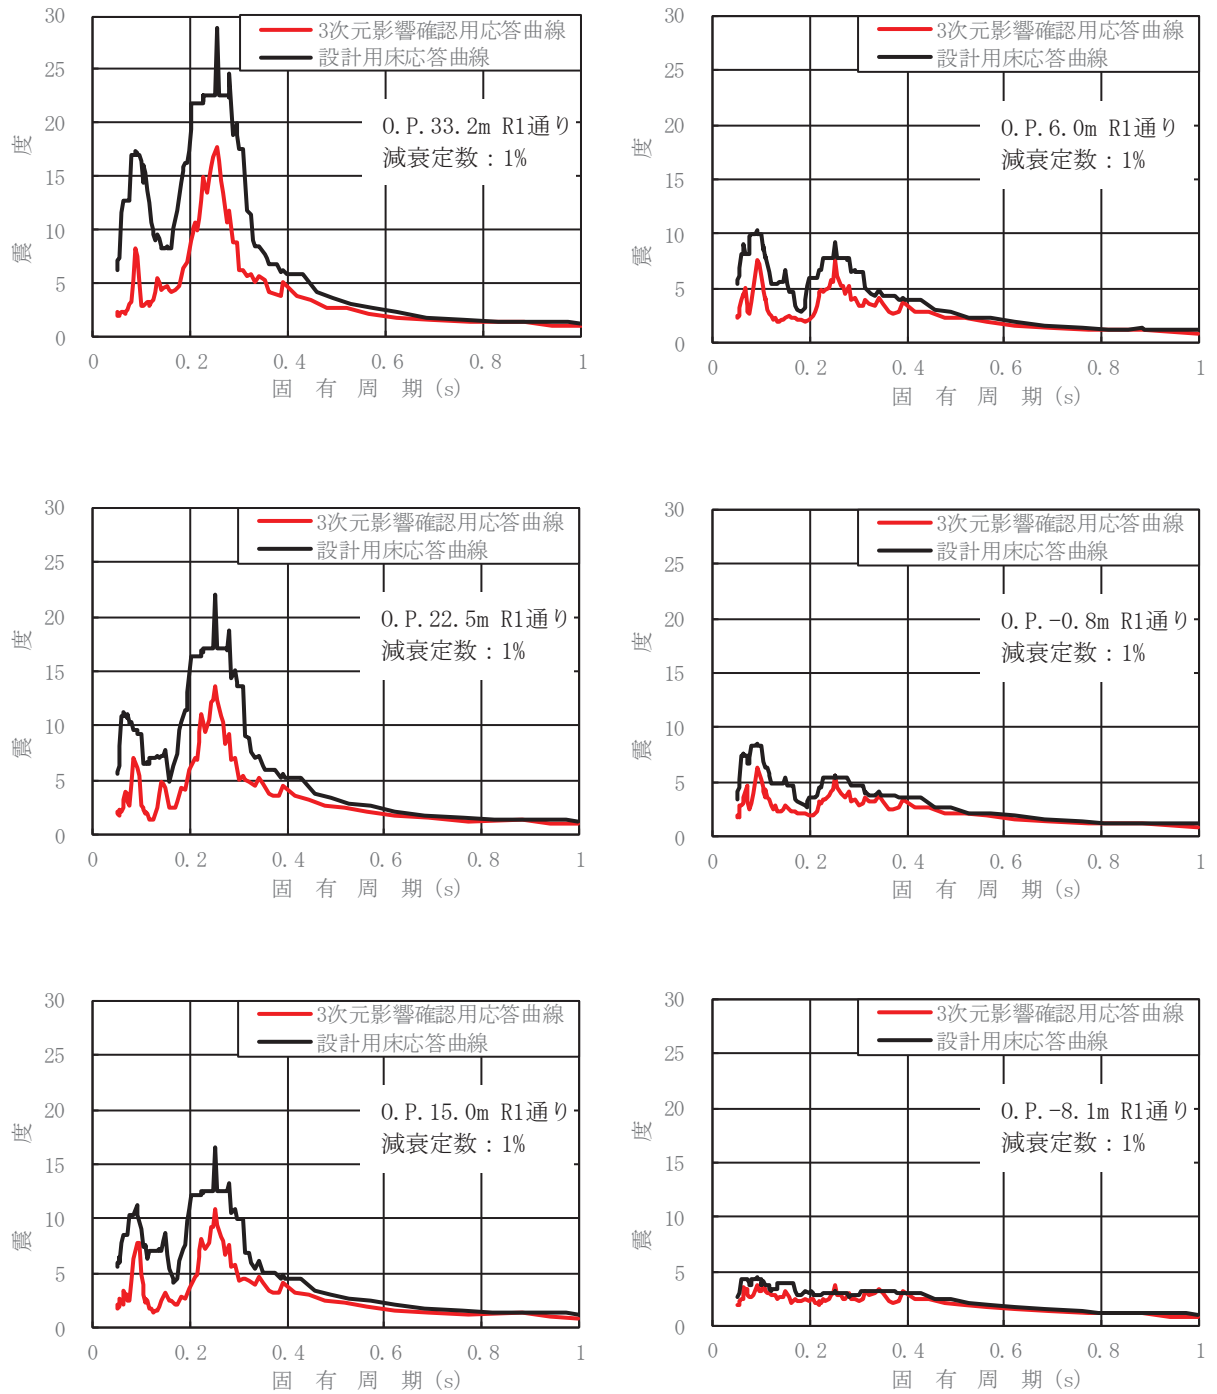 30
25
20
15
10
5
0
度
震
3次元影響確認用応答曲線
設計用床応答曲線
O.P.33.2m R1通り
減衰定数：1%
0 0.2 0.4 0.6 0.8 1
固有周期(s)
30
25
20
15
10
5
0
度
震
3次元影響確認用応答曲線
設計用床応答曲線
O.P.6.0m R1通り
減衰定数：1%
0 0.2 0.4 0.6 0.8 1
固有周期(s)
30
25
20
15
10
5
0
度
震
3次元影響確認用応答曲線
設計用床応答曲線
O.P.22.5m R1通り
減衰定数：1%
0 0.2 0.4 0.6 0.8 1
固有周期(s)
30
25
20
15
10
5
0
度
震
3次元影響確認用応答曲線
設計用床応答曲線
O.P.-0.8m R1通り
減衰定数：1%
0 0.2 0.4 0.6 0.8 1
固有周期(s)
30
25
20
15
10
5
0
度
震
3次元影響確認用応答曲線
設計用床応答曲線
O.P.15.0m R1通り
減衰定数：1%
0 0.2 0.4 0.6 0.8 1
固有周期(s)
30
25
20
15
10
5
0
度
震
3次元影響確認用応答曲線
設計用床応答曲線
O.P.-8.1m R1通り
減衰定数：1%
0 0.2 0.4 0.6 0.8 1
固有周期(s)